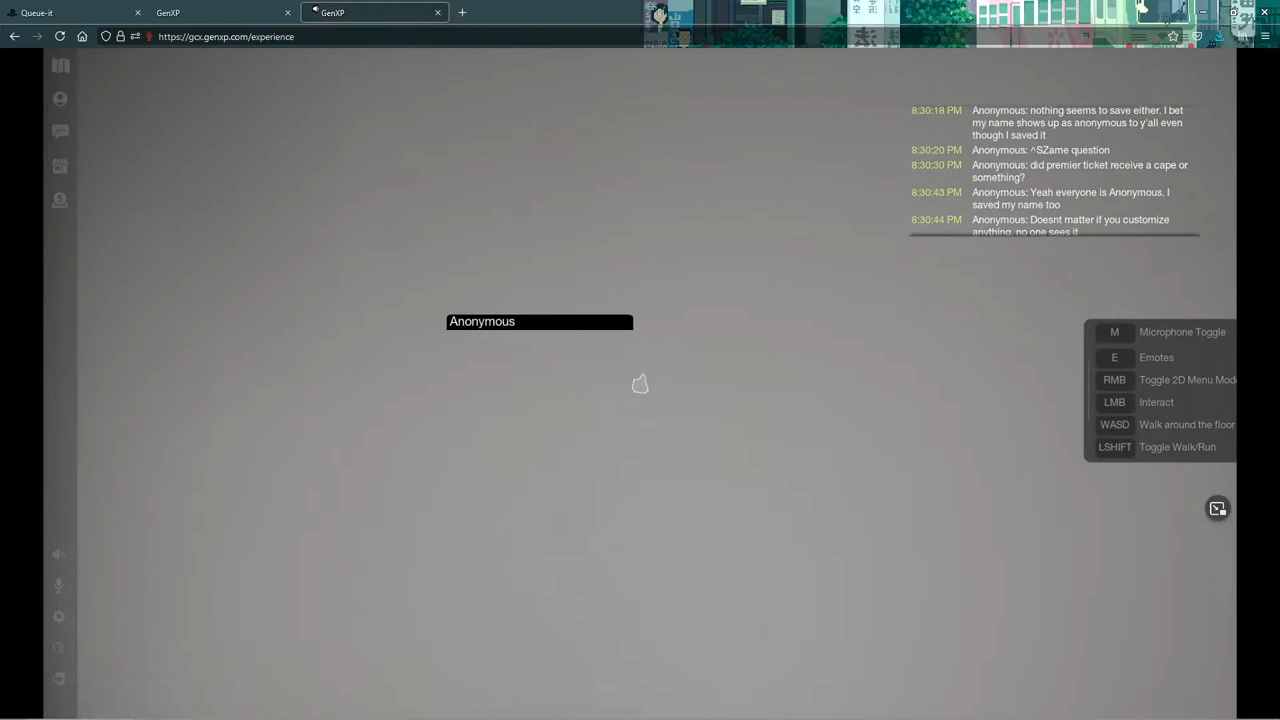 Queue-it
GenXP
GenXP
https://gcx.genxp.com/experience
8:30:18 PM Anonymous: nothing seems to save either. I bet
my name shows up as anonymous to y'all even
though I saved it
8:30:20 PM Anonymous: ^SZame question
8:30:30 PM Anonymous: did premier ticket receive a cape or
something?
8:30:43 PM Anonymous: Yeah everyone is Anonymous. I
saved my name too
8:30:44 PM Anonymous: Doesnt matter if you customize
anything, no one sees it
Anonymous
M Microphone Toggle
E Emotes
RMB Toggle 2D Menu Mode
LMB Interact
WASD Walk around the floor
LSHIFT Toggle Walk/Run